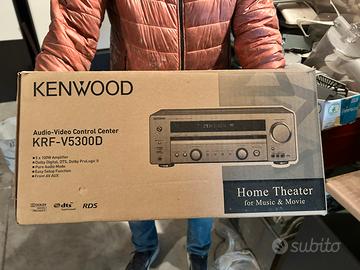 KENWOOD
Audio-Video Control Center
KRF-V5300D
5 x 100W Amplifier
Dolby Digital, DTS, Dolby ProLogic II
Pure Audio Mode
Easy Setup Function
Front AV AUX
DOLBY
dts
RDS
Home Theater
for Music & Movie
subito